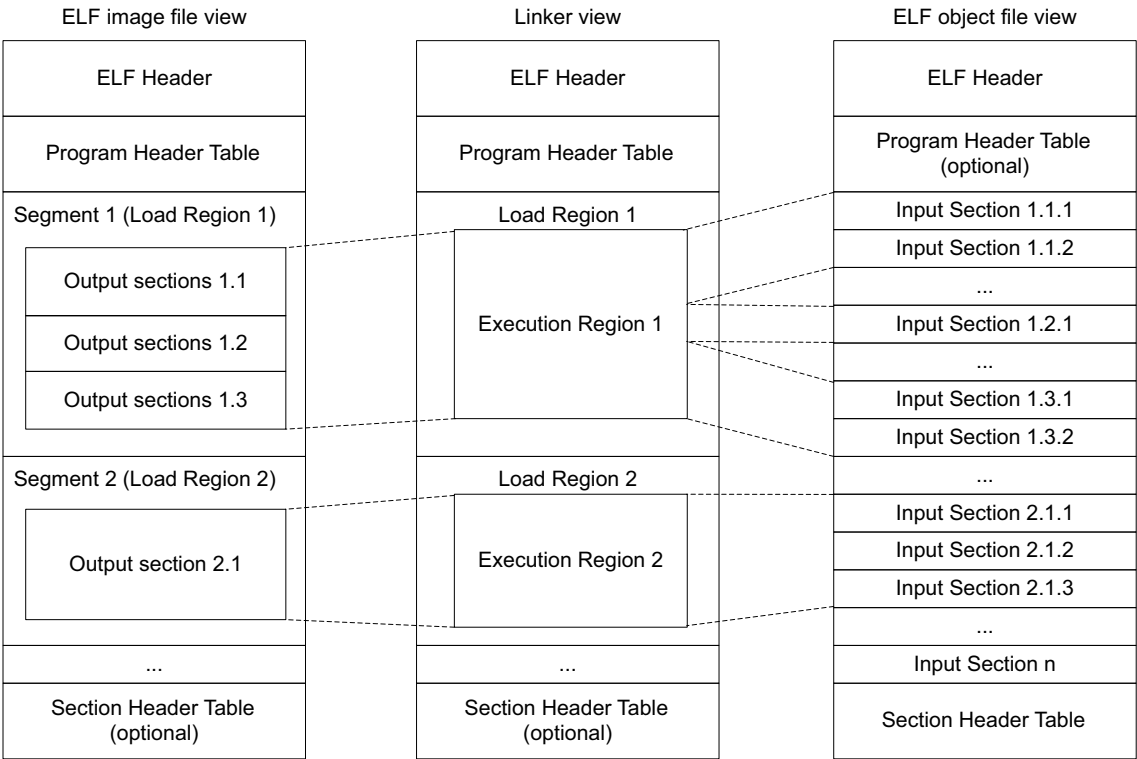 ELF image file view
ELF Header
Program Header Table
Segment 1 (Load Region 1)
Output sections 1.1
Output sections 1.2
Output sections 1.3
Segment 2 (Load Region 2)
Output section 2.1
...
Section Header Table
(optional)
Linker view
ELF Header
Program Header Table
Load Region 1
Execution Region 1
Load Region 2
Execution Region 2
...
Section Header Table
(optional)
ELF object file view
ELF Header
Program Header Table
(optional)
Input Section 1.1.1
Input Section 1.1.2
...
Input Section 1.2.1
...
Input Section 1.3.1
Input Section 1.3.2
...
Input Section 2.1.1
Input Section 2.1.2
Input Section 2.1.3
...
Input Section n
Section Header Table